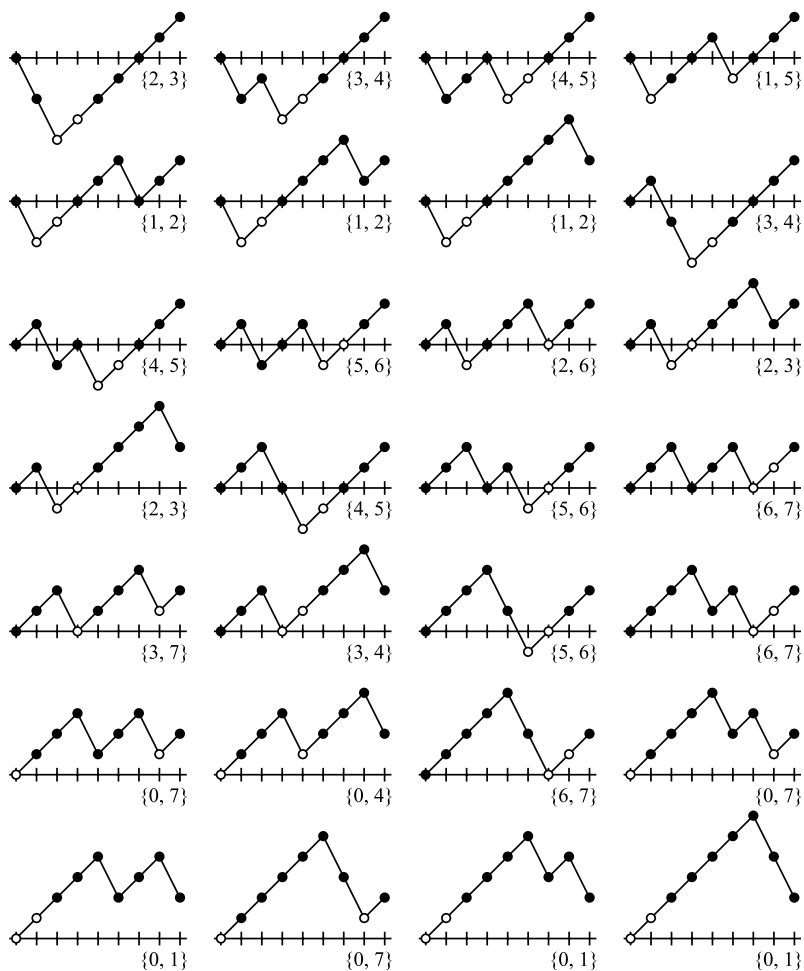 {2, 3} {3, 4} {4, 5} {1, 5}
{1, 2} {1, 2} {1, 2} {3, 4}
{4, 5} {5, 6} {2, 6} {2, 3}
{2, 3} {4, 5} {5, 6} {6, 7}
{3, 7} {3, 4} {5, 6} {6, 7}
{0, 7} {0, 4} {6, 7} {0, 7}
{0, 1} {0, 7} {0, 1} {0, 1}